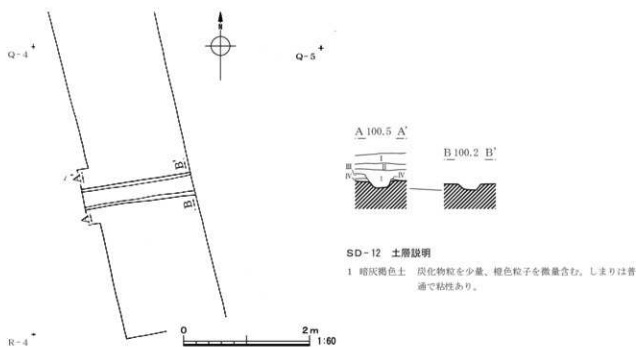 N
Q-4
Q-5
A 100.5 A'
B 100.2 B'
I
III
II
IV
1
IV
A'
B'
A
B
SD-12 土層説明
1 暗灰褐色土 炭化物粒を少量、橙色粒子を微量含む。しまりは普
通で粘性あり。
R-4
0
2m
1:60